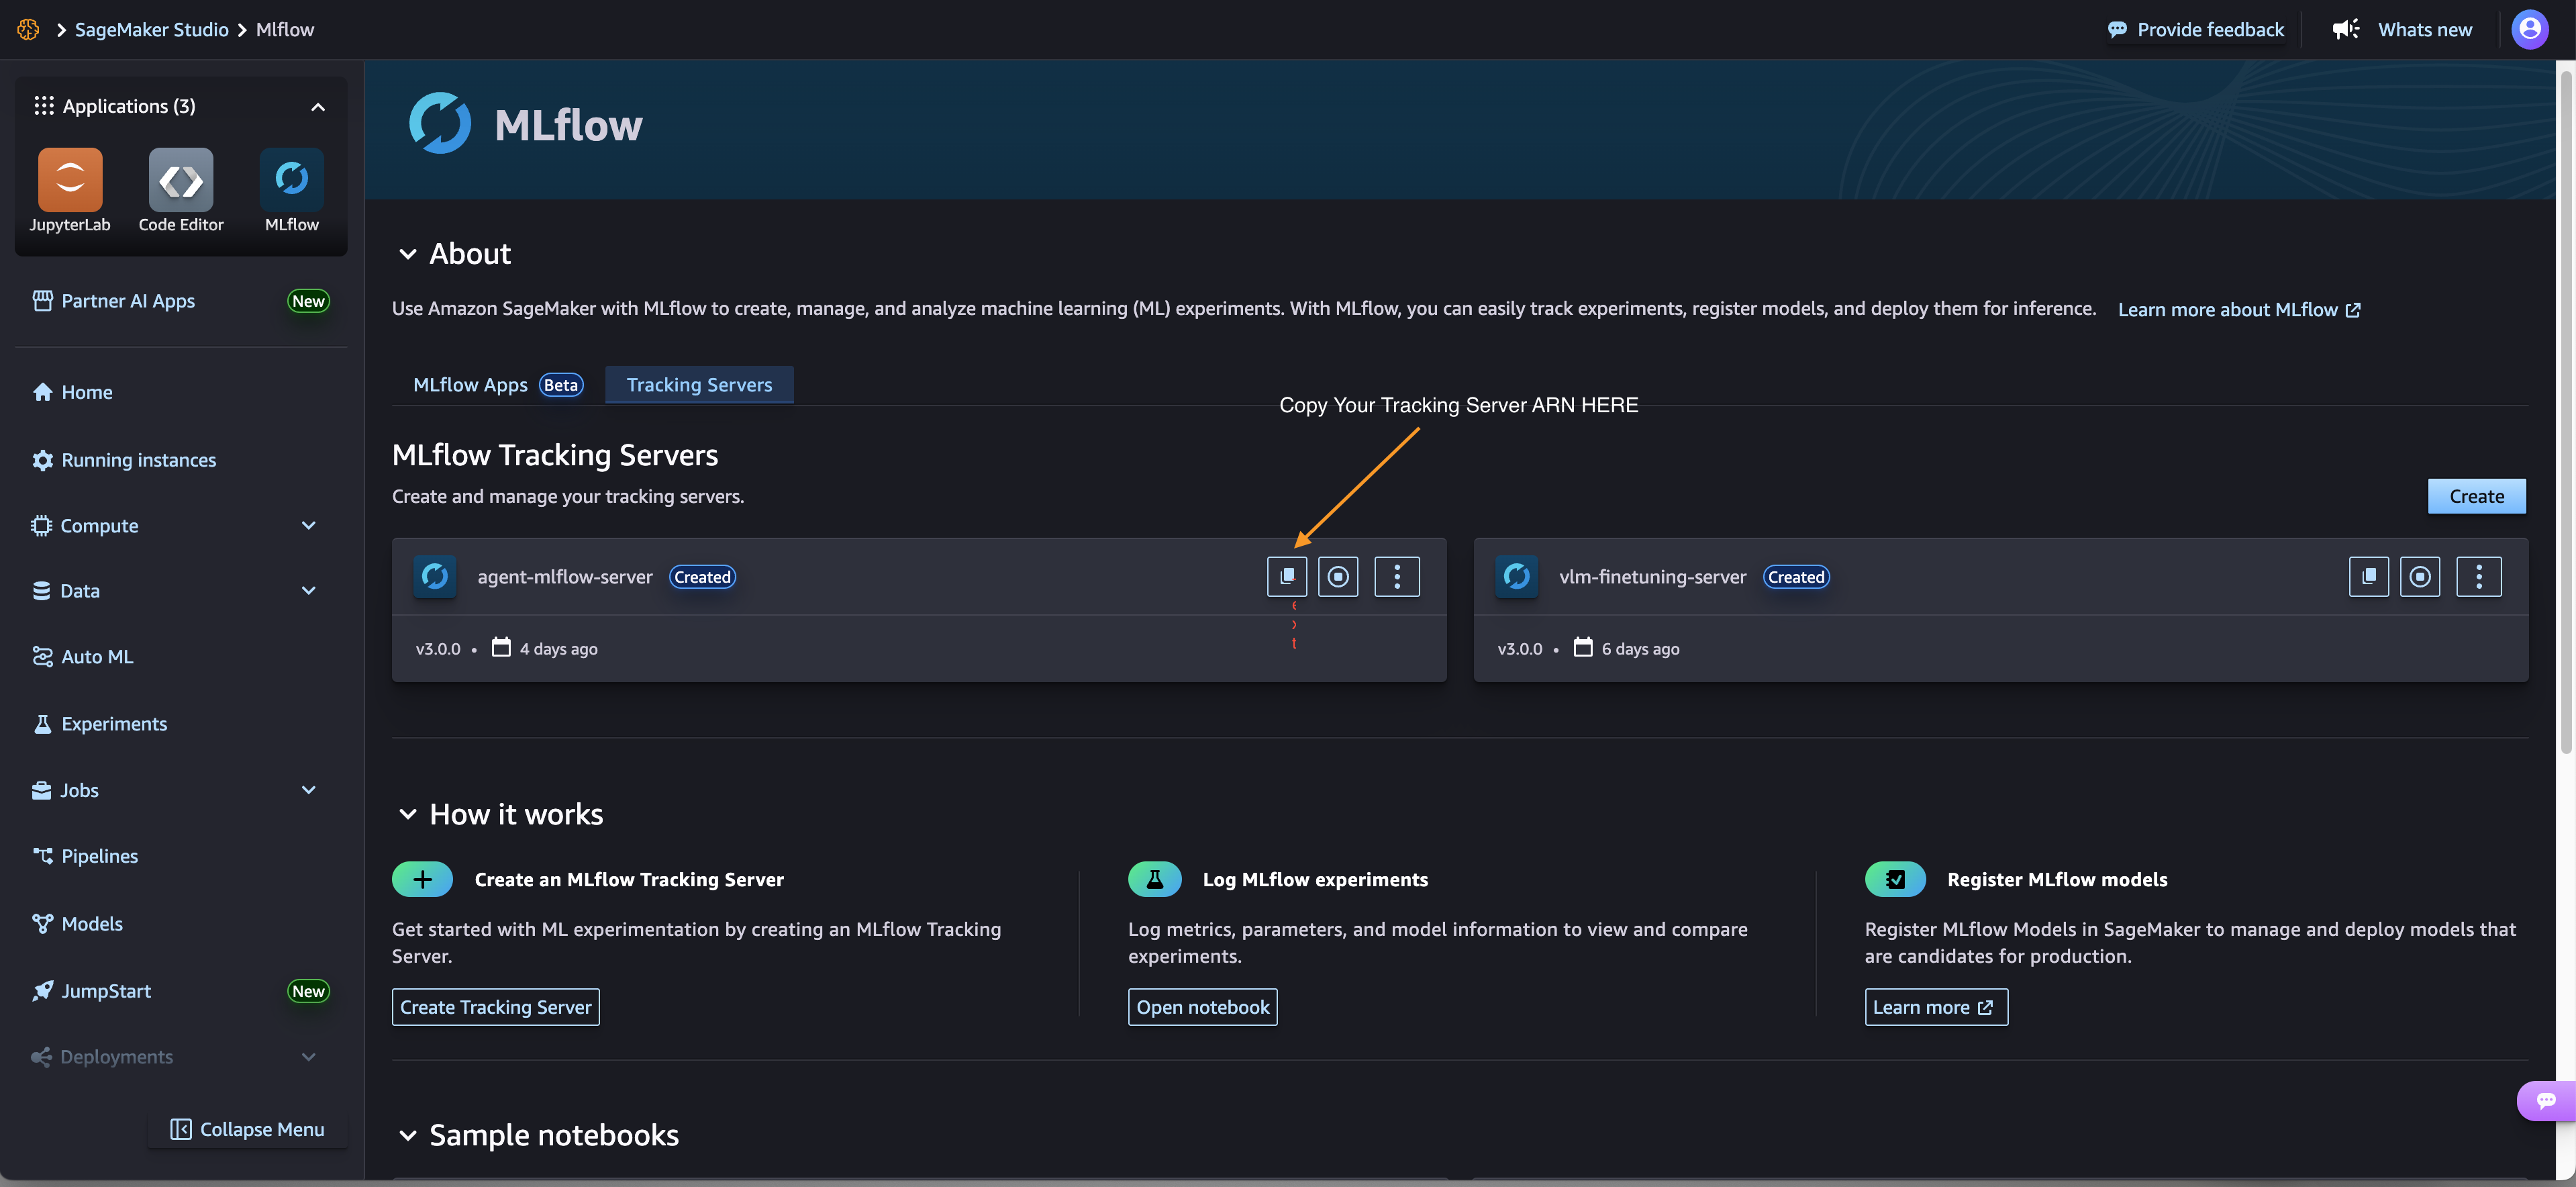 SageMaker Studio Mlflow
Provide feedback
Whats new
Applications (3)
JupyterLab
Code Editor
MLflow
Partner AI Apps
New
Home
Running instances
Compute
Data
Auto ML
Experiments
Jobs
Pipelines
Models
JumpStart
New
Deployments
Collapse Menu
MLflow
About
Use Amazon SageMaker with MLflow to create, manage, and analyze machine learning (ML) experiments. With MLflow, you can easily track experiments, register models, and deploy them for inference. Learn more about MLflow
MLflow Apps Beta
Tracking Servers
Copy Your Tracking Server ARN HERE
MLflow Tracking Servers
Create and manage your tracking servers.
Create
agent-mlflow-server Created
e
x
t
v3.0.0 • 4 days ago
vlm-finetuning-server Created
v3.0.0 • 6 days ago
How it works
Create an MLflow Tracking Server
Get started with ML experimentation by creating an MLflow Tracking
Server.
Create Tracking Server
Log MLflow experiments
Log metrics, parameters, and model information to view and compare
experiments.
Open notebook
Register MLflow models
Register MLflow Models in SageMaker to manage and deploy models that
are candidates for production.
Learn more
Sample notebooks